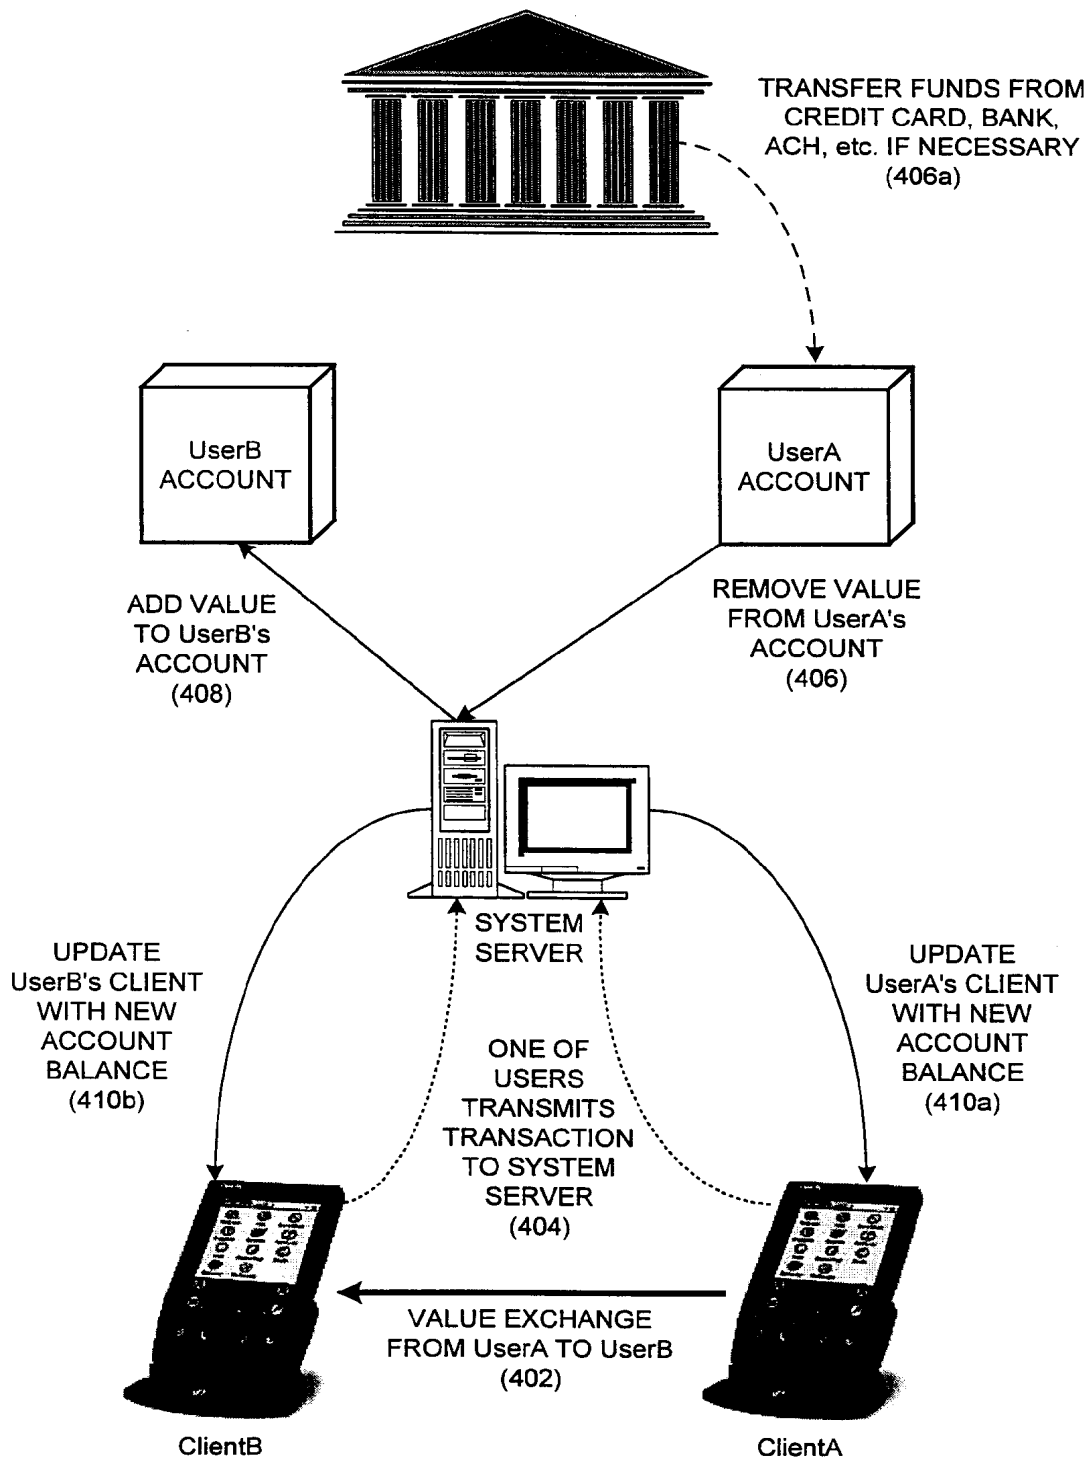 TRANSFER FUNDS FROM
CREDIT CARD, BANK,
ACH, etc. IF NECESSARY
(406a)
UserB
ACCOUNT
UserA
ACCOUNT
ADD VALUE
TO UserB's
ACCOUNT
(408)
REMOVE VALUE
FROM UserA's
ACCOUNT
(406)
SYSTEM
SERVER
UPDATE
UserB's CLIENT
WITH NEW
ACCOUNT
BALANCE
(410b)
ONE OF
USERS
TRANSMITS
TRANSACTION
TO SYSTEM
SERVER
(404)
UPDATE
UserA's CLIENT
WITH NEW
ACCOUNT
BALANCE
(410a)
VALUE EXCHANGE
FROM UserA TO UserB
(402)
ClientB
ClientA